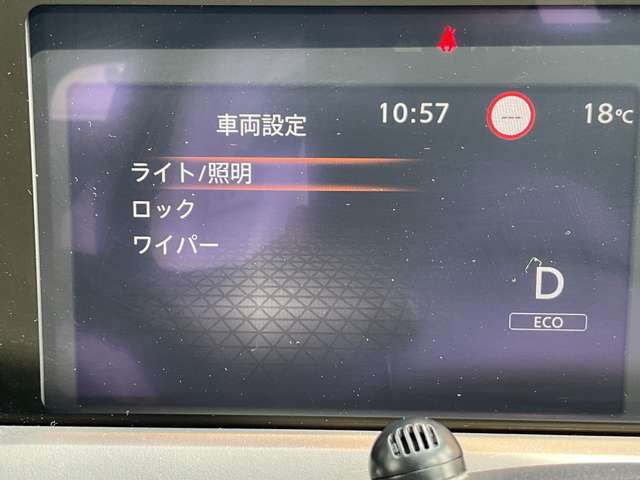 車両設定 10:57 --- 18℃
ライト/照明
ロック
ワイパー
D
ECO